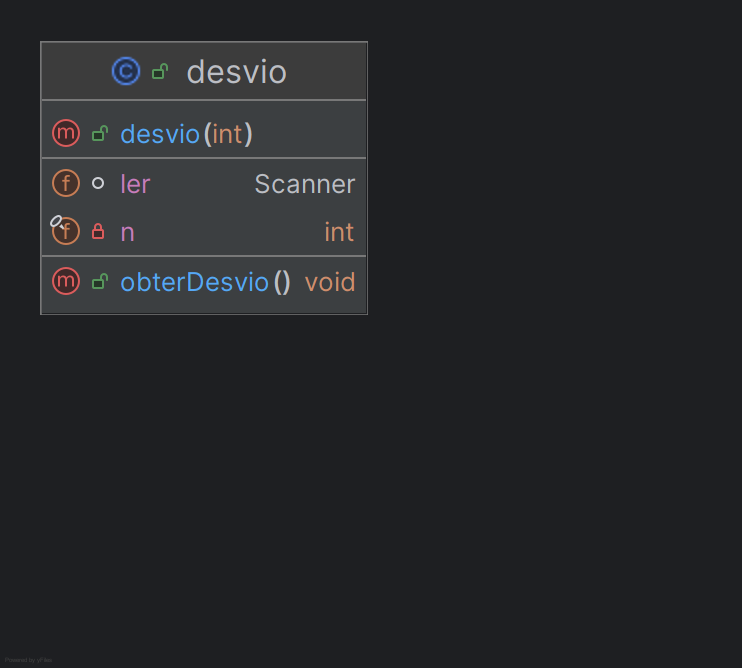 C desvio
m desvio(int)
f ler Scanner
f n int
m obterDesvio() void
Powered by yFiles